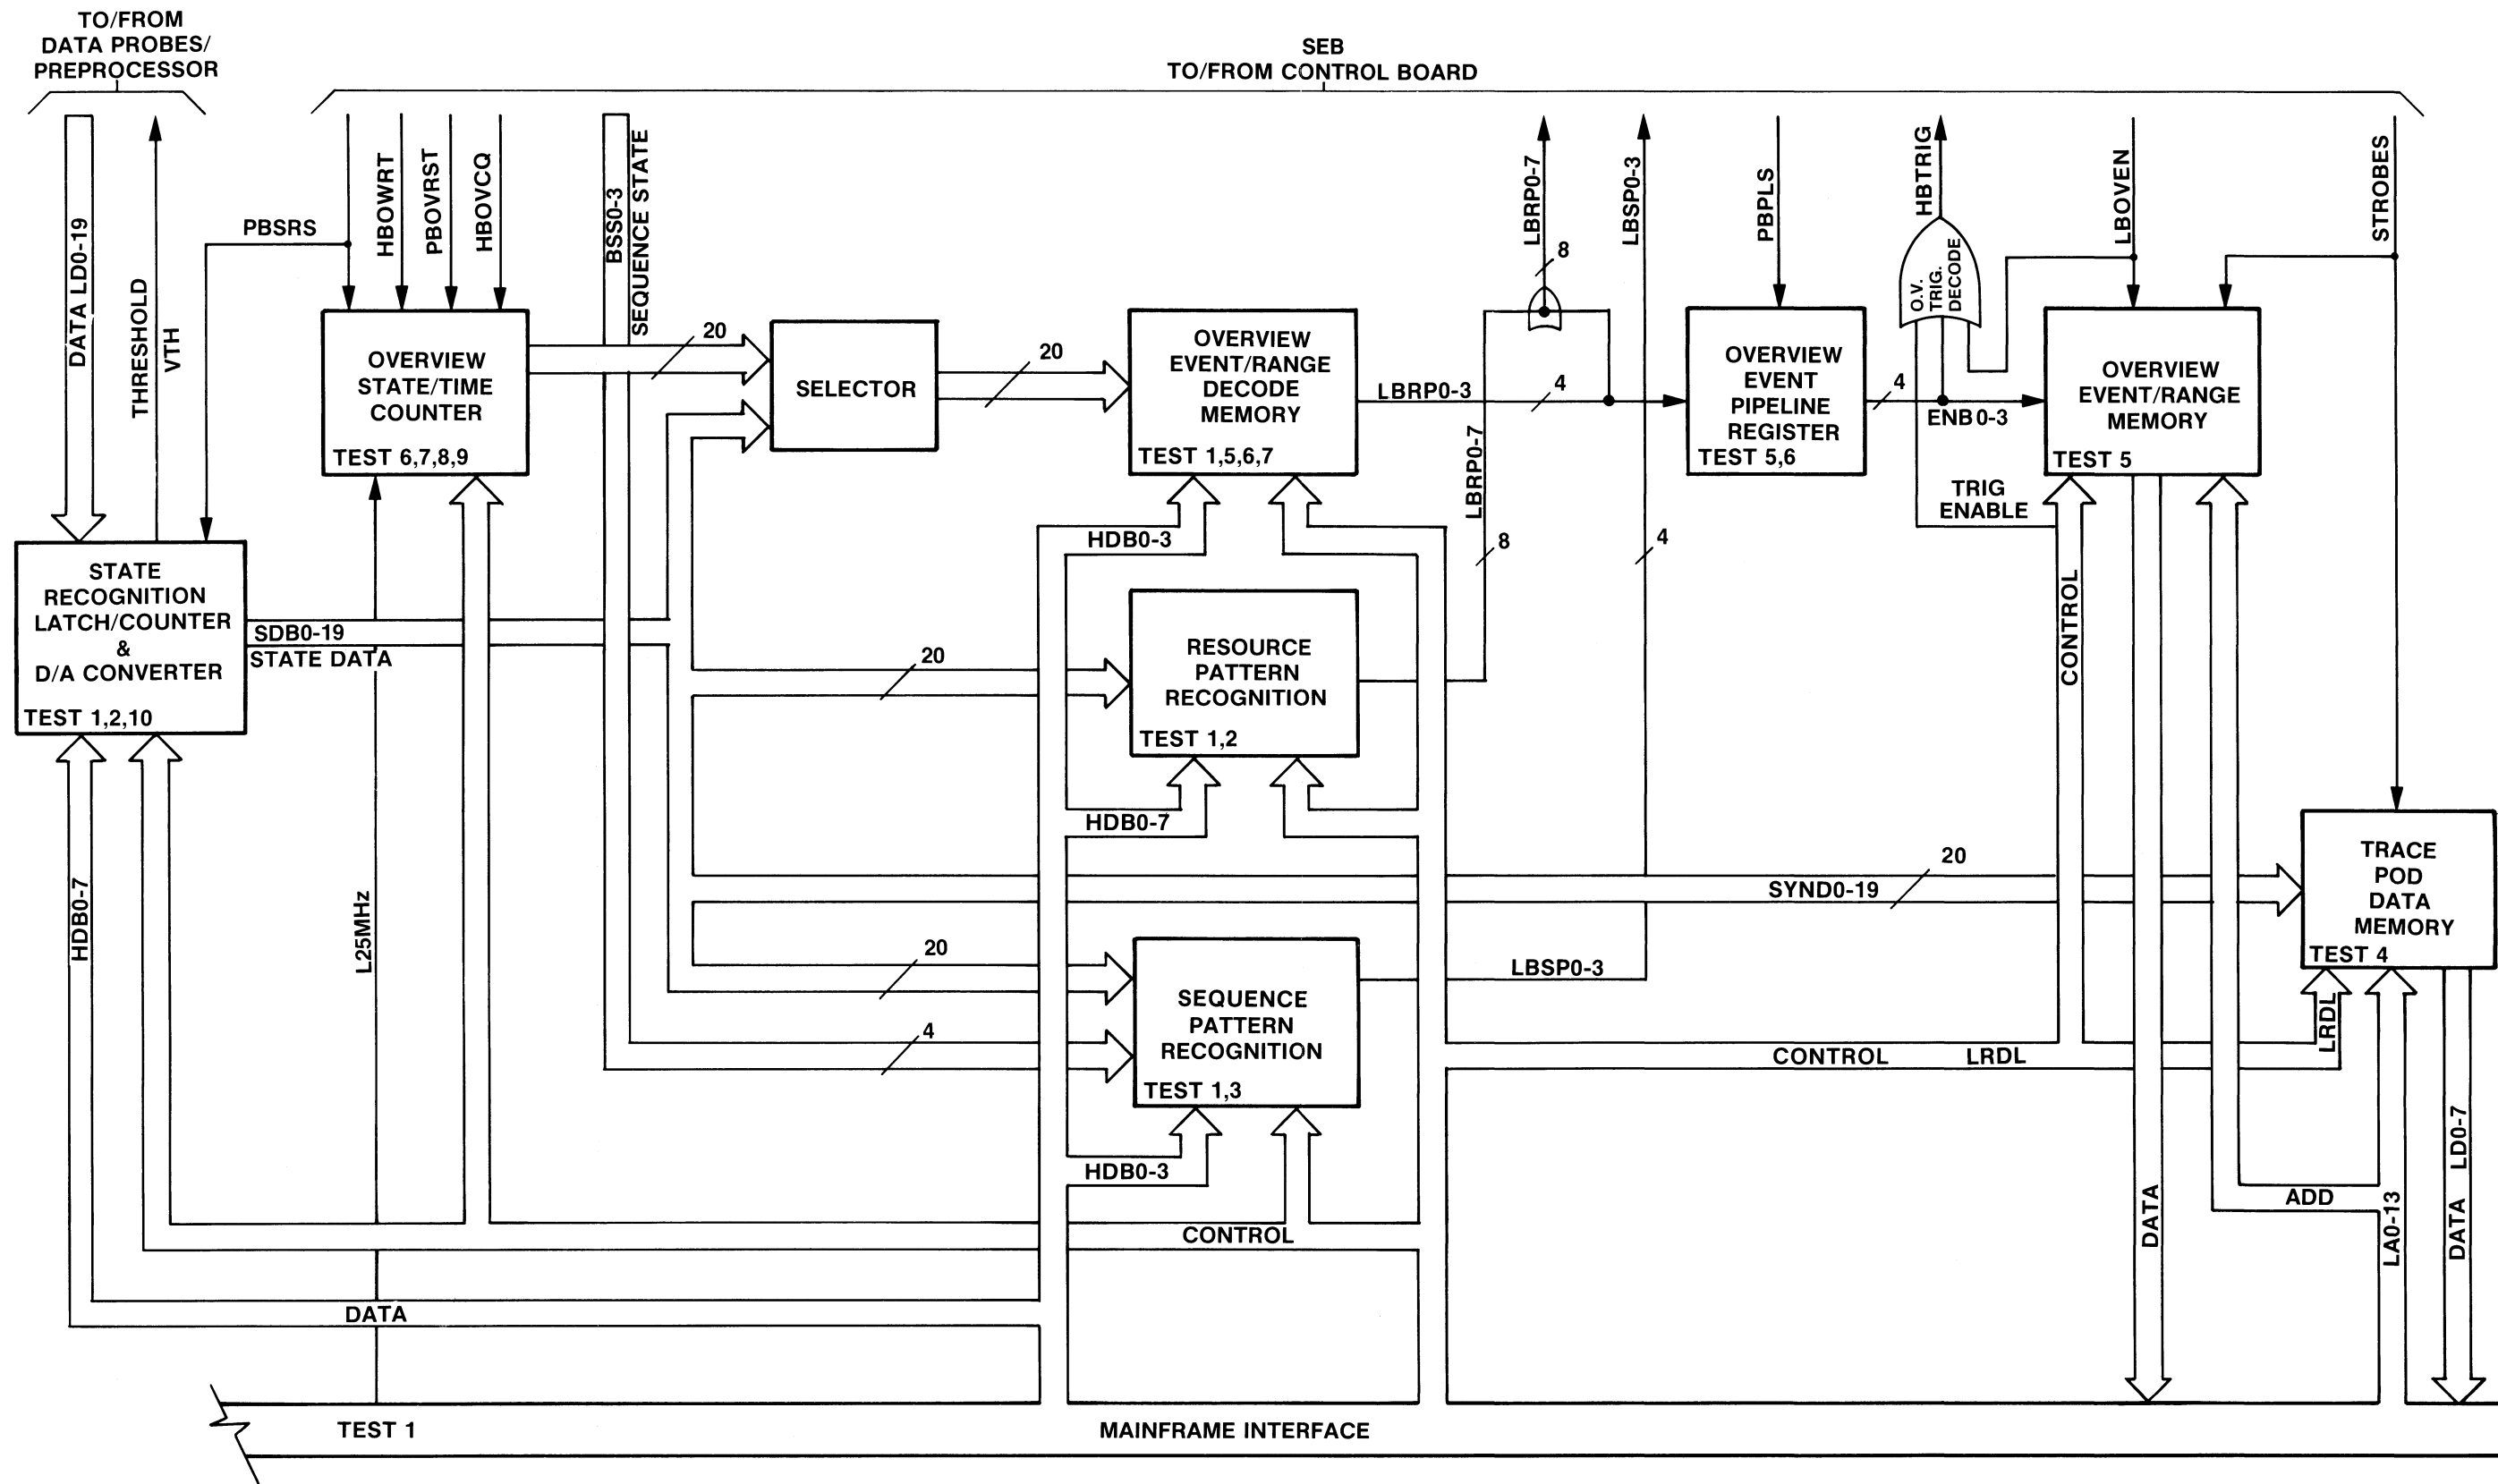 TO/FROM
DATA PROBES/
PREPROCESSOR
SEB
TO/FROM CONTROL BOARD
DATA LD0-19
THRESHOLD
VTH
PBSRS
HBOWRT
PBOVRST
HBOVCQ
BSS0-3
SEQUENCE STATE
LBRP0-7
8
LBSP0-3
PBPLS
HBTRIG
O.V.
TRIG.
DECODE
LBOVEN
STROBES
OVERVIEW
STATE/TIME
COUNTER
TEST 6,7,8,9
20
SELECTOR
20
OVERVIEW
EVENT/RANGE
DECODE
MEMORY
TEST 1,5,6,7
LBRP0-3
4
LBRP0-7
8
4
OVERVIEW
EVENT
PIPELINE
REGISTER
TEST 5,6
4
ENB0-3
OVERVIEW
EVENT/RANGE
MEMORY
TEST 5
TRIG
ENABLE
STATE
RECOGNITION
LATCH/COUNTER
&
D/A CONVERTER
TEST 1,2,10
SDB0-19
STATE DATA
HDB0-3
RESOURCE
PATTERN
RECOGNITION
TEST 1,2
20
CONTROL
HDB0-7
HDB0-7
L25MHz
20
SYND0-19
TRACE
POD
DATA
MEMORY
TEST 4
20
SEQUENCE
PATTERN
RECOGNITION
TEST 1,3
4
LBSP0-3
CONTROL LRDL
LRDL
HDB0-3
CONTROL
DATA
DATA
ADD
LA0-13
DATA LD0-7
TEST 1
MAINFRAME INTERFACE